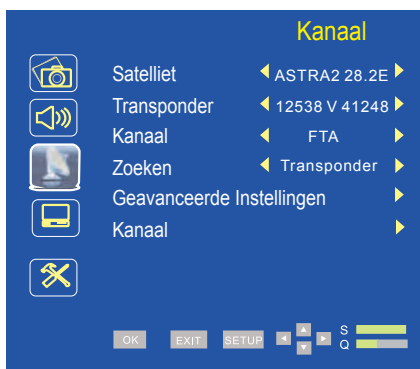 Kanaal
Satelliet ASTRA2 28.2E
Transponder 12538 V 41248
Kanaal FTA
Zoeken Transponder
Geavanceerde Instellingen
Kanaal
OK EXIT SETUP S
Q